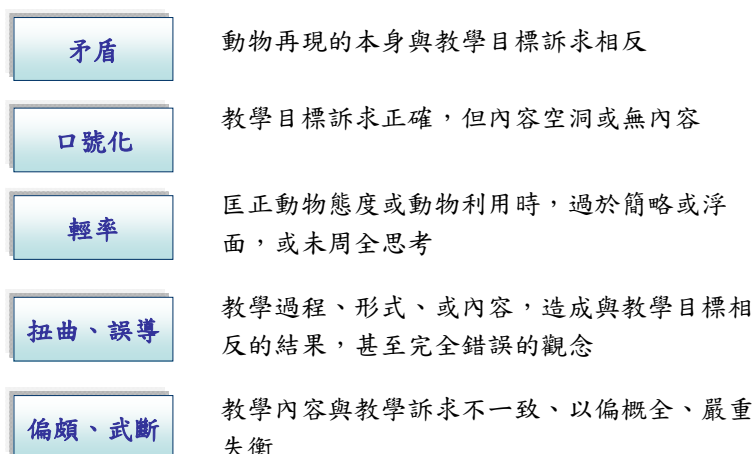 矛盾
動物再現的本身與教學目標訴求相反
口號化
教學目標訴求正確，但內容空洞或無內容
輕率
匡正動物態度或動物利用時，過於簡略或浮
面，或未周全思考
扭曲、誤導
教學過程、形式、或內容，造成與教學目標相
反的結果，甚至完全錯誤的觀念
偏頗、武斷
教學內容與教學訴求不一致、以偏概全、嚴重
失衡